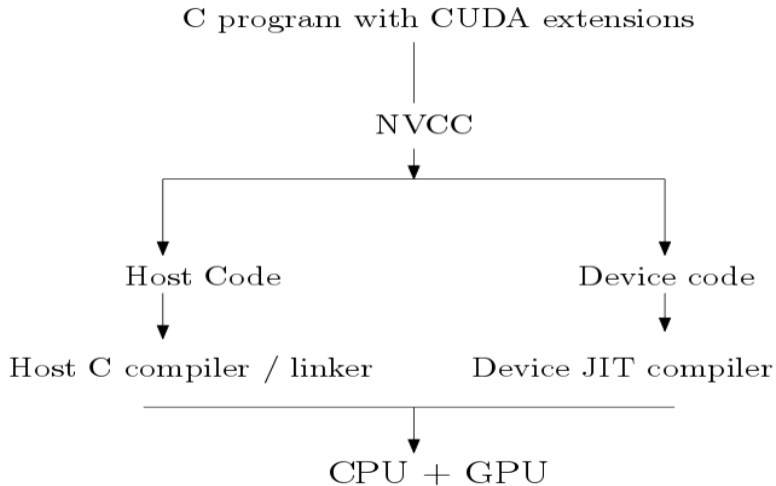 C program with CUDA extensions
NVCC
Host Code
Device code
Host C compiler / linker
Device JIT compiler
CPU + GPU